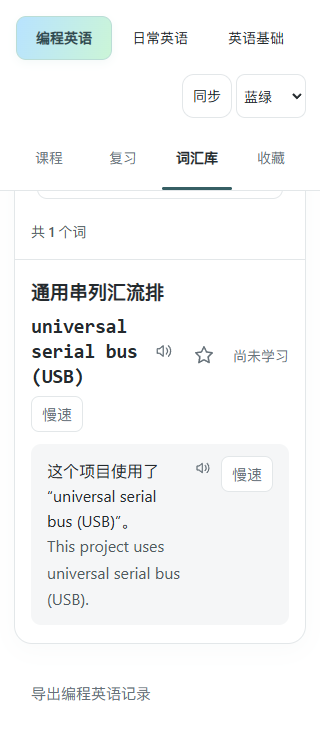 编程英语 日常英语 英语基础
同步 蓝绿
课程 复习 词汇库 收藏
共 1 个词
通用串列汇流排
universal
serial bus
(USB)
尚未学习
慢速
这个项目使用了
“universal serial
bus (USB)”。
慢速
This project uses
universal serial bus
(USB).
导出编程英语记录